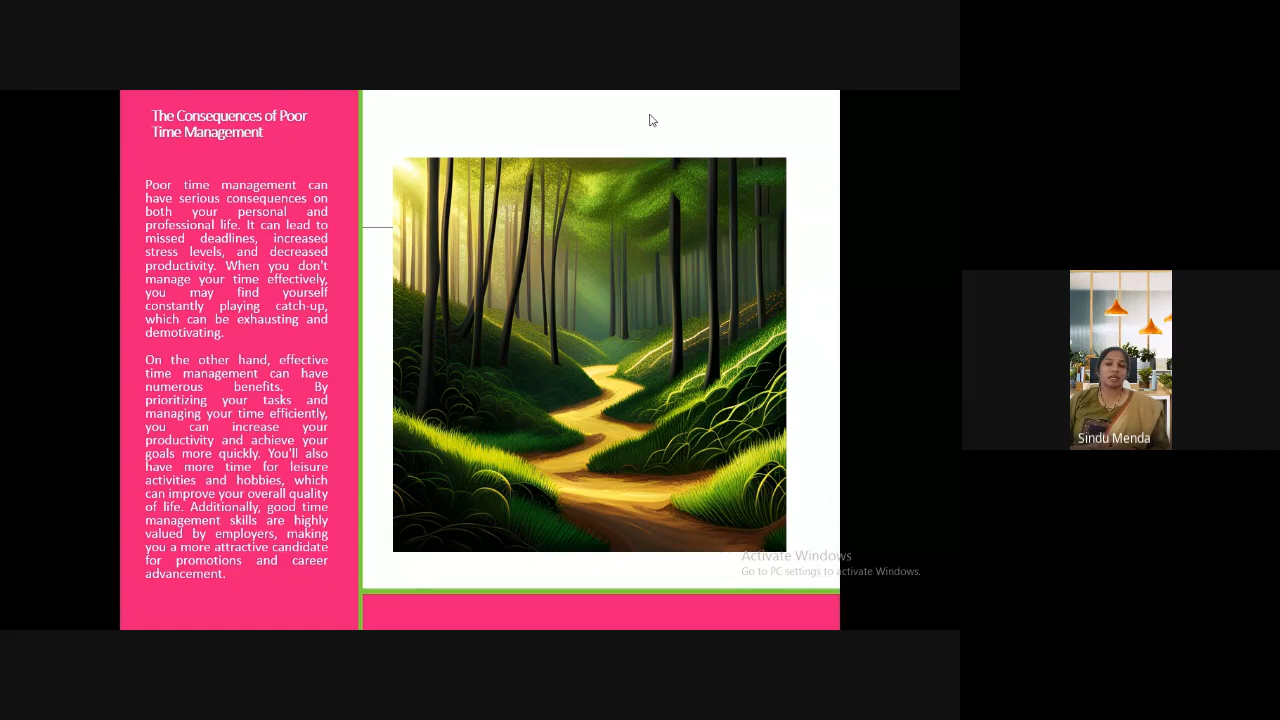 The Consequences of Poor
Time Management
Poor time management can
have serious consequences on
both your personal and
professional life. It can lead to
missed deadlines, increased
stress levels, and decreased
productivity. When you don't
manage your time effectively,
you may find yourself
constantly playing catch-up,
which can be exhausting and
demotivating.
On the other hand, effective
time management can have
numerous benefits. By
prioritizing your tasks and
managing your time efficiently,
you can increase your
productivity and achieve your
goals more quickly. You'll also
have more time for leisure
activities and hobbies, which
can improve your overall quality
of life. Additionally, good time
management skills are highly
valued by employers, making
you a more attractive candidate
for promotions and career
advancement.
Activate Windows
Go to PC settings to activate Windows.
Sindu Menda